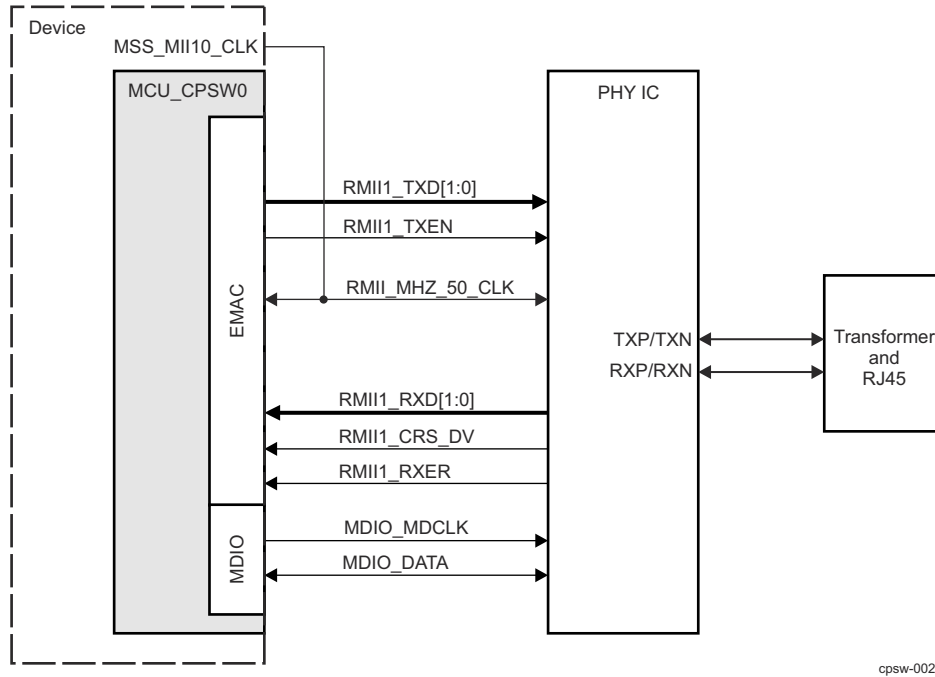 Device
MSS_MII10_CLK
MCU_CPSW0
PHY IC
RMII1_TXD[1:0]
RMII1_TXEN
RMII_MHZ_50_CLK
EMAC
TXP/TXN
RXP/RXN
Transformer
and
RJ45
RMII1_RXD[1:0]
RMII1_CRS_DV
RMII1_RXER
MDIO
MDIO_MDCLK
MDIO_DATA
cpsw-002